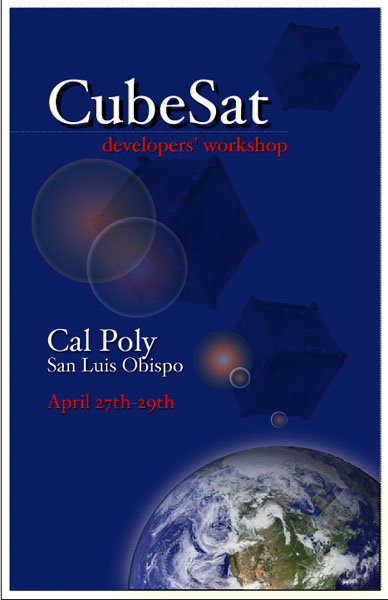 CubeSat
developers' workshop
Cal Poly
San Luis Obispo
April 27th-29th